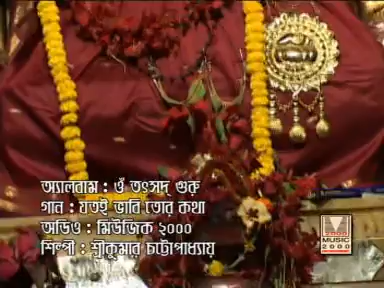 অ্যালবাম : ওঁ তৎসদ গুরু
গান : যতই ভাবি তোর কথা
অডিও : মিউজিক ২০০০
শিল্পী : শ্রীকুমার চট্টোপাধ্যায়
MUSIC
2000